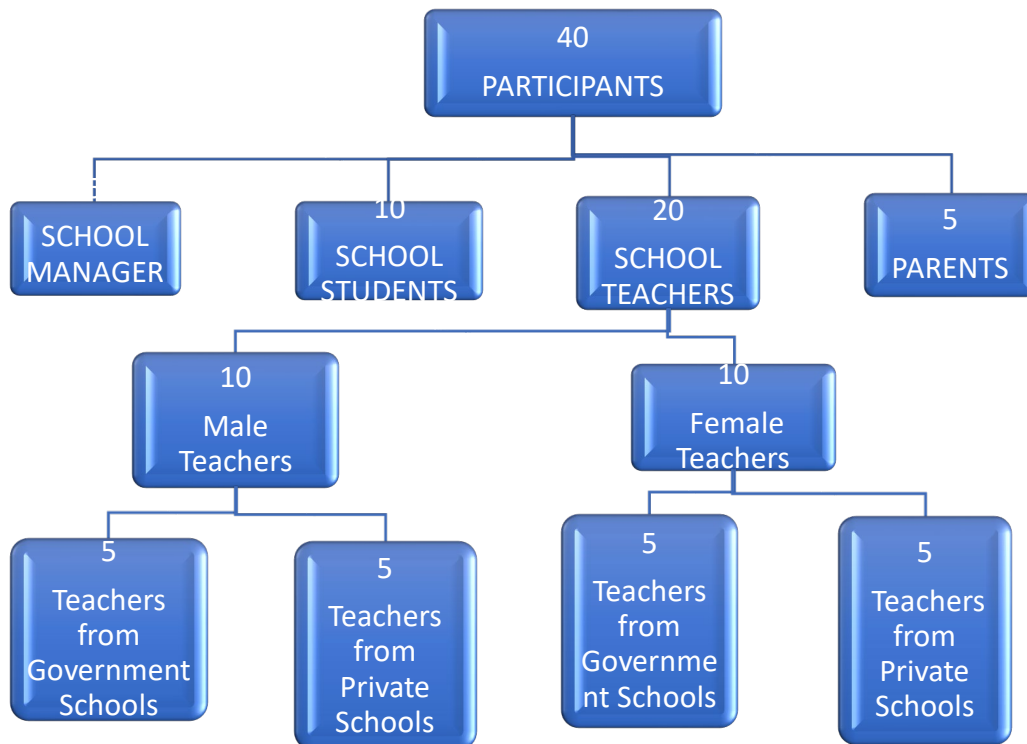 40
PARTICIPANTS
SCHOOL
MANAGER
10
SCHOOL
STUDENTS
20
SCHOOL
TEACHERS
5
PARENTS
10
Male
Teachers
10
Female
Teachers
5
Teachers
from
Government
Schools
5
Teachers
from
Private
Schools
5
Teachers
from
Governme
nt Schools
5
Teachers
from
Private
Schools